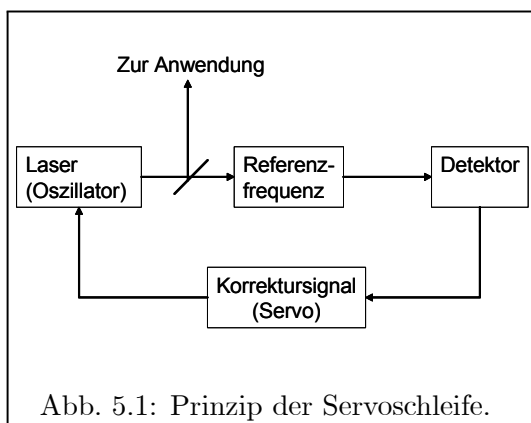 Zur Anwendung
Laser
(Oszillator)
Referenz-
frequenz
Detektor
Korrektursignal
(Servo)
Abb. 5.1: Prinzip der Servoschleife.